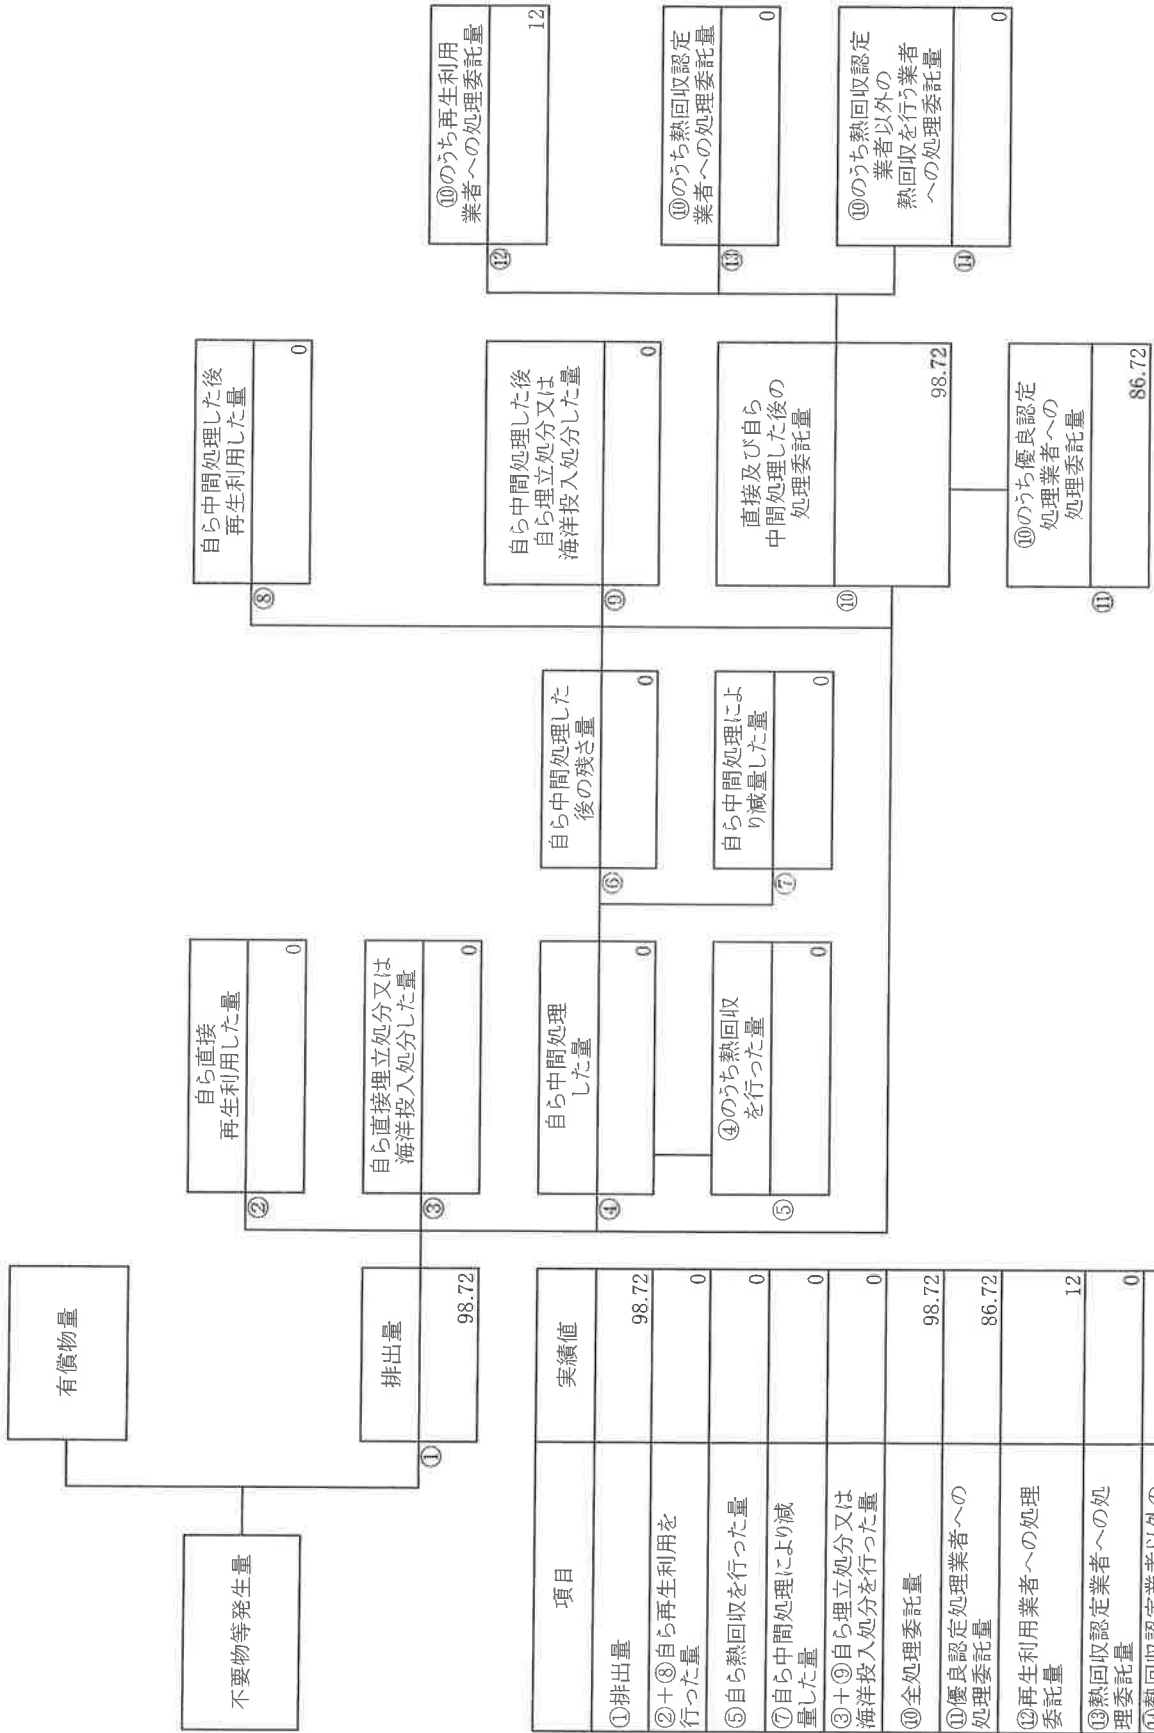 不要物等発生量
有償物量
①
排出量
98.72
②
自ら直接
再生利用した量
0
③
自ら直接埋立処分又は
海洋投入処分した量
0
④
自ら中間処理
した量
0
⑤
④のうち熱回収
を行った量
0
⑥
自ら中間処理した
後の残さ量
0
⑦
自ら中間処理によ
り減量した量
0
⑧
自ら中間処理した後
再生利用した量
0
⑨
自ら中間処理した後
自ら埋立処分又は
海洋投入処分した量
0
⑩
直接及び自ら
中間処理した後の
処理委託量
98.72
⑪
⑩のうち優良認定
処理業者への
処理委託量
86.72
⑫
⑩のうち再生利用
業者への処理委託量
12
⑬
⑩のうち熱回収認定
業者への処理委託量
0
⑭
⑩のうち熱回収認定
業者以外の
熱回収を行う業者
への処理委託量
0
項目
実績値
①排出量
98.72
②+⑧自ら再生利用を
行った量
0
⑤自ら熱回収を行った量
0
⑦自ら中間処理により減
量した量
0
③+⑨自ら埋立処分又は
海洋投入処分を行った量
0
⑩全処理委託量
98.72
⑪優良認定処理業者への
処理委託量
86.72
⑫再生利用業者への処理
委託量
12
⑬熱回収認定業者への処
理委託量
0
⑭熱回収認定業者以外の